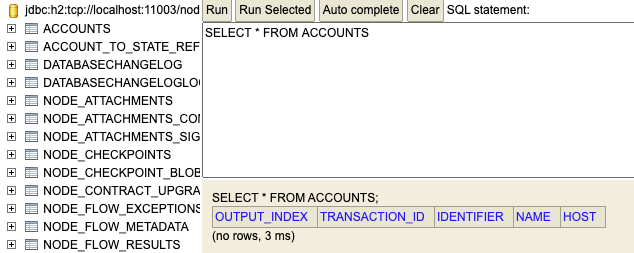 jdbc:h2:tcp://localhost:11003/nod
ACCOUNTS
ACCOUNT_TO_STATE_REF
DATABASECHANGELOG
DATABASECHANGELOGLO
NODE_ATTACHMENTS
NODE_ATTACHMENTS_CON
NODE_ATTACHMENTS_SIG
NODE_CHECKPOINTS
NODE_CHECKPOINT_BLOB
NODE_CONTRACT_UPGRA
NODE_FLOW_EXCEPTIONS
NODE_FLOW_METADATA
NODE_FLOW_RESULTS
Run Run Selected Auto complete Clear SQL statement:
SELECT * FROM ACCOUNTS
SELECT * FROM ACCOUNTS;
OUTPUT_INDEX TRANSACTION_ID IDENTIFIER NAME HOST
(no rows, 3 ms)